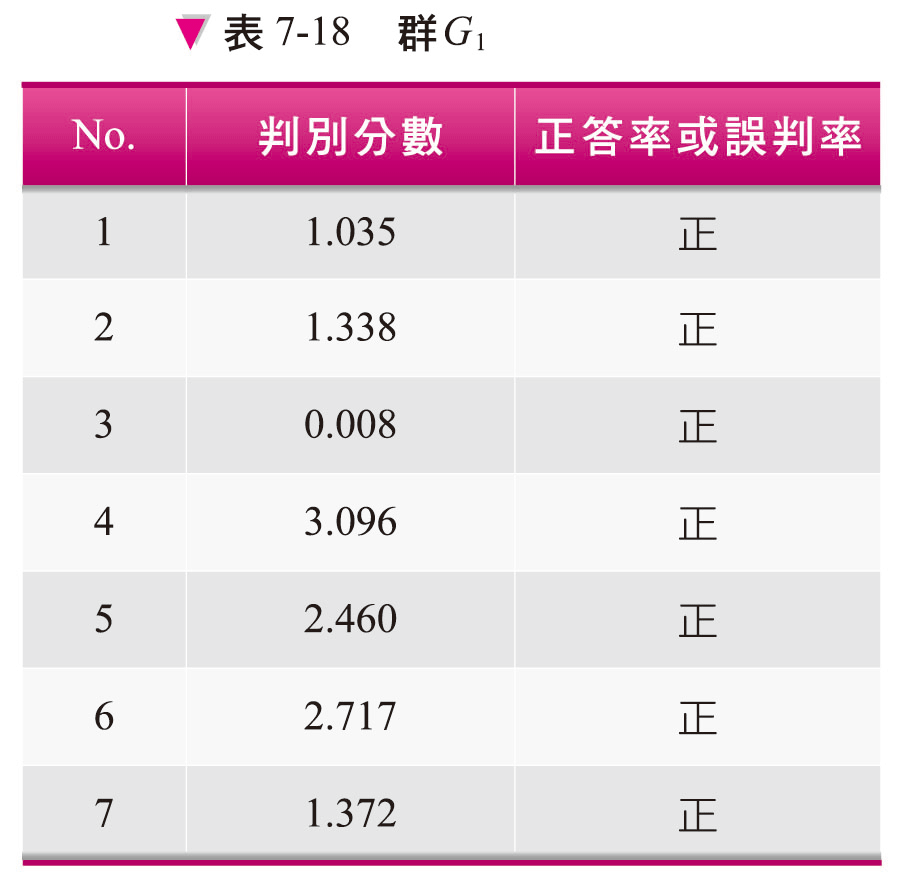 ▼ 表 7-18 群 G₁
No. 判別分數 正答率或誤判率
1 1.035 正
2 1.338 正
3 0.008 正
4 3.096 正
5 2.460 正
6 2.717 正
7 1.372 正